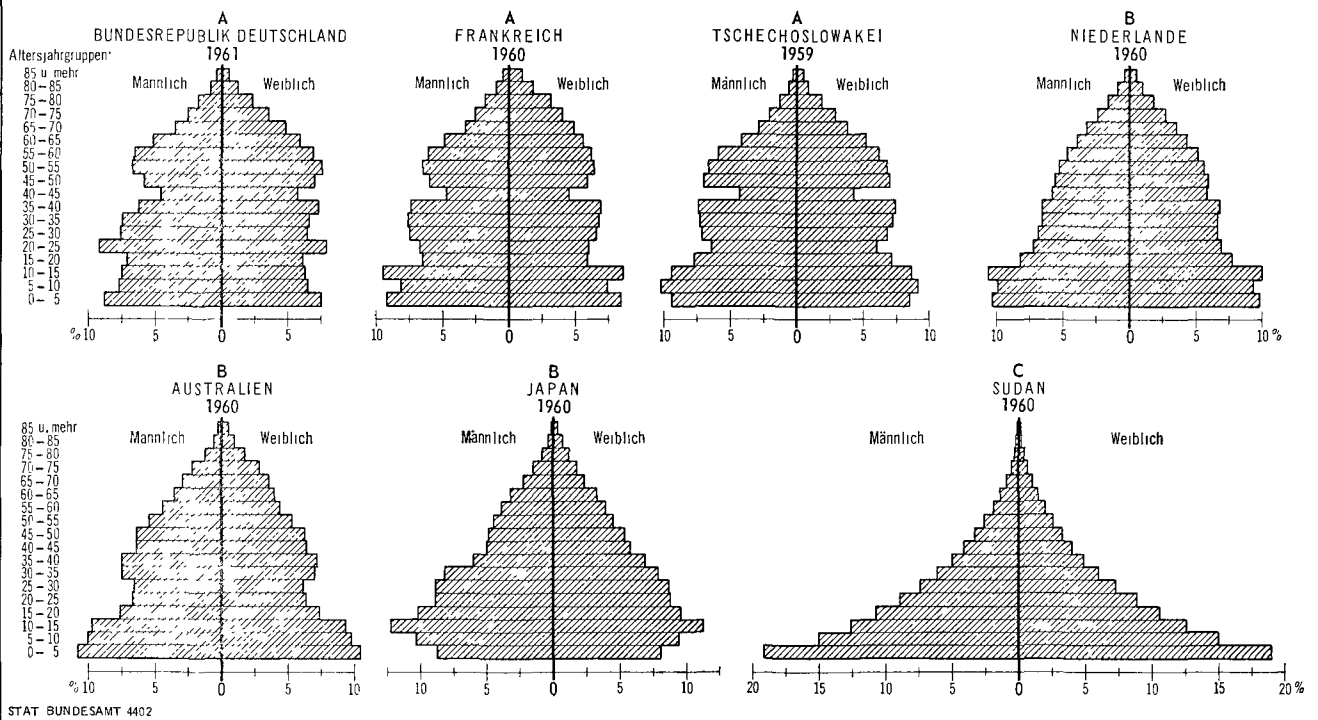 A
BUNDESREPUBLIK DEUTSCHLAND
1961
A
FRANKREICH
1960
A
TSCHECHOSLOWAKEI
1959
B
NIEDERLANDE
1960
Altersjahrgruppen
Mannlich Weiblich
Männlich Weiblich
Männlich Weiblich
Männlich Weiblich
85 u mehr
80-85
75-80
70-75
65-70
60-65
55-60
50-55
45-50
40-45
35-40
30-35
25-30
20-25
15-20
10-15
5-10
0-5
% 10 5 0 5
10 5 0 5
10 5 0 5 10
10 5 0 5 10 %
B
AUSTRALIEN
1960
B
JAPAN
1960
C
SUDAN
1960
Mannlich Weiblich
Männlich Weiblich
Männlich Weiblich
85 u. mehr
80-85
75-80
70-75
65-70
60-65
55-60
50-55
45-50
40-45
35-40
30-35
25-30
20-25
15-20
10-15
5-10
0-5
% 10 5 0 5 10
10 5 0 5 10
20 15 10 5 0 5 10 15 20 %
STAT BUNDESAMT 4402